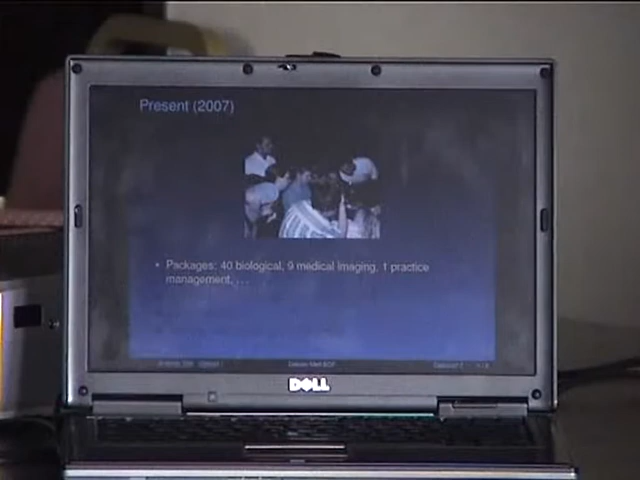 Present (2007)
• Packages: 40 biological, 9 medical imaging, 1 practice
management, …
DELL